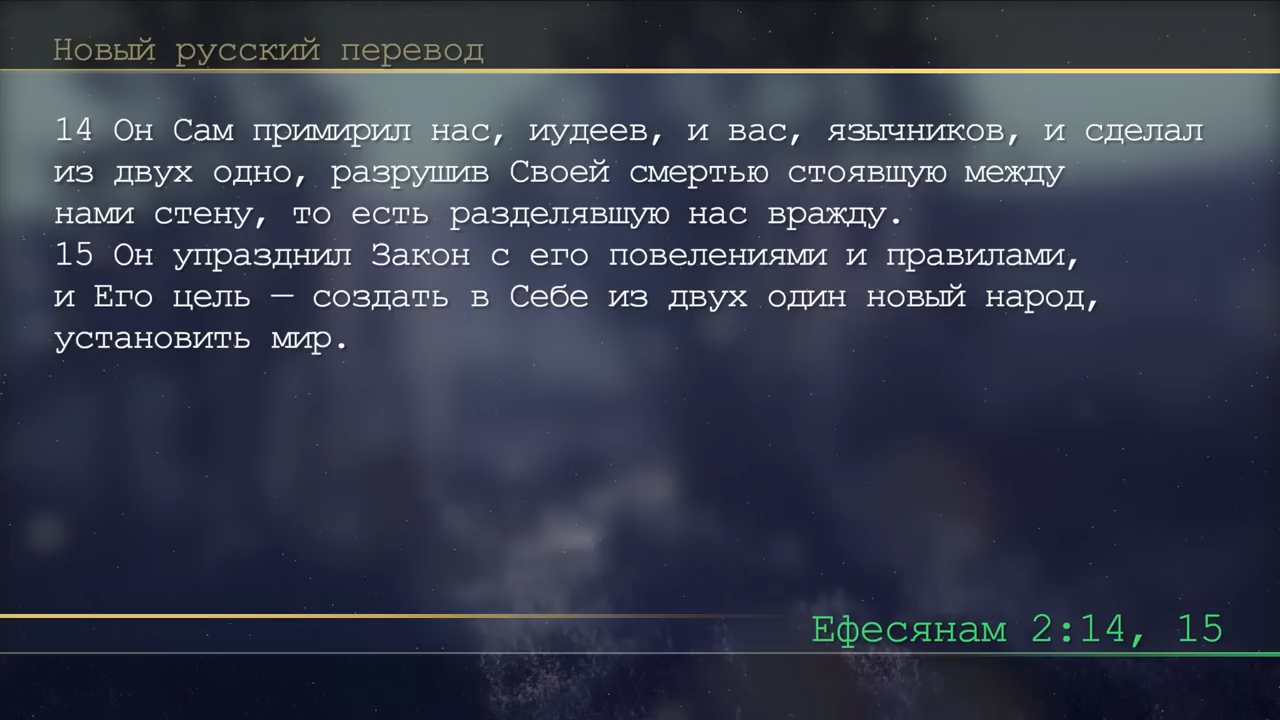 Новый русский перевод
14 Он Сам примирил нас, иудеев, и вас, язычников, и сделал
из двух одно, разрушив Своей смертью стоявшую между
нами стену, то есть разделявшую нас вражду.
15 Он упразднил Закон с его повелениями и правилами,
и Его цель — создать в Себе из двух один новый народ,
установить мир.
Ефесянам 2:14, 15